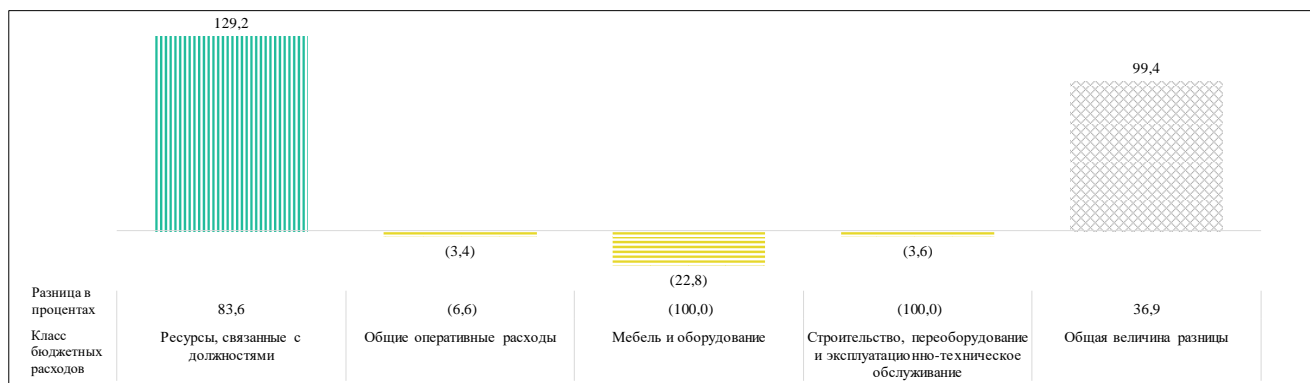 129,2
99,4
(3,4)
(3,6)
(22,8)
Разница в
процентах
83,6
(6,6)
(100,0)
(100,0)
36,9
Класс
бюджетных
расходов
Ресурсы, связанные с
должностями
Общие оперативные расходы
Мебель и оборудование
Строительство, переоборудование
и эксплуатационно-техническое
обслуживание
Общая величина разницы